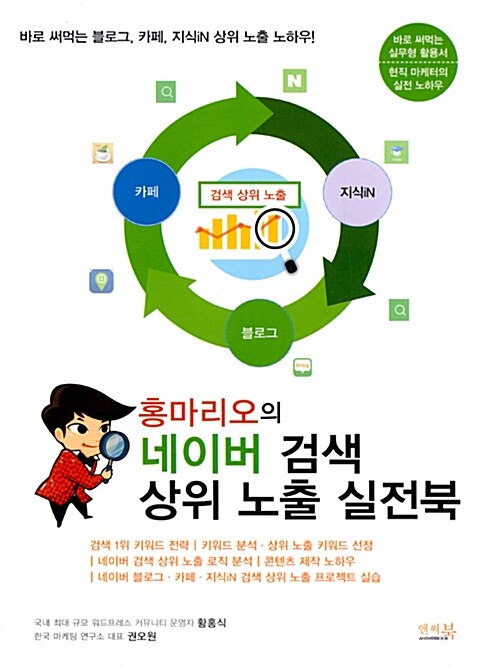 바로 써먹는 블로그, 카페, 지식iN 상위 노출 노하우!
바로 써먹는
실무형 활용서
현직 마케터의
실전 노하우
N
카페
검색 상위 노출
지식iN
블로그
blog
홍마리오의
네이버 검색
상위 노출 실전북
검색 1위 키워드 전략 | 키워드 분석 · 상위 노출 키워드 선정
| 네이버 검색 상위 노출 로직 분석 | 콘텐츠 제작 노하우
| 네이버 블로그 · 카페 · 지식iN 검색 상위 노출 프로젝트 실습
국내 최대 규모 워드프레스 커뮤니티 운영자 황홍식
한국 마케팅 연구소 대표 권오원
앤써북